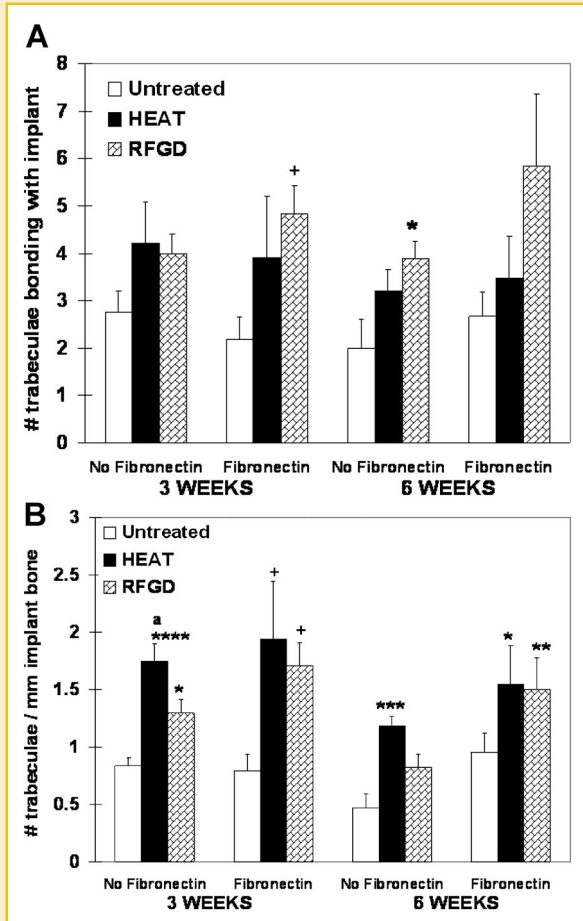 A
# trabeculae bonding with implant
8
7
6
5
4
3
2
1
0
Untreated
HEAT
RFGD
+
*
No Fibronectin Fibronectin No Fibronectin Fibronectin
3 WEEKS 6 WEEKS
B
# trabeculae / mm implant bone
3
2.5
2
1.5
1
0.5
0
Untreated
HEAT
RFGD
a
****
*
+
+
***
*
**
No Fibronectin Fibronectin No Fibronectin Fibronectin
3 WEEKS 6 WEEKS